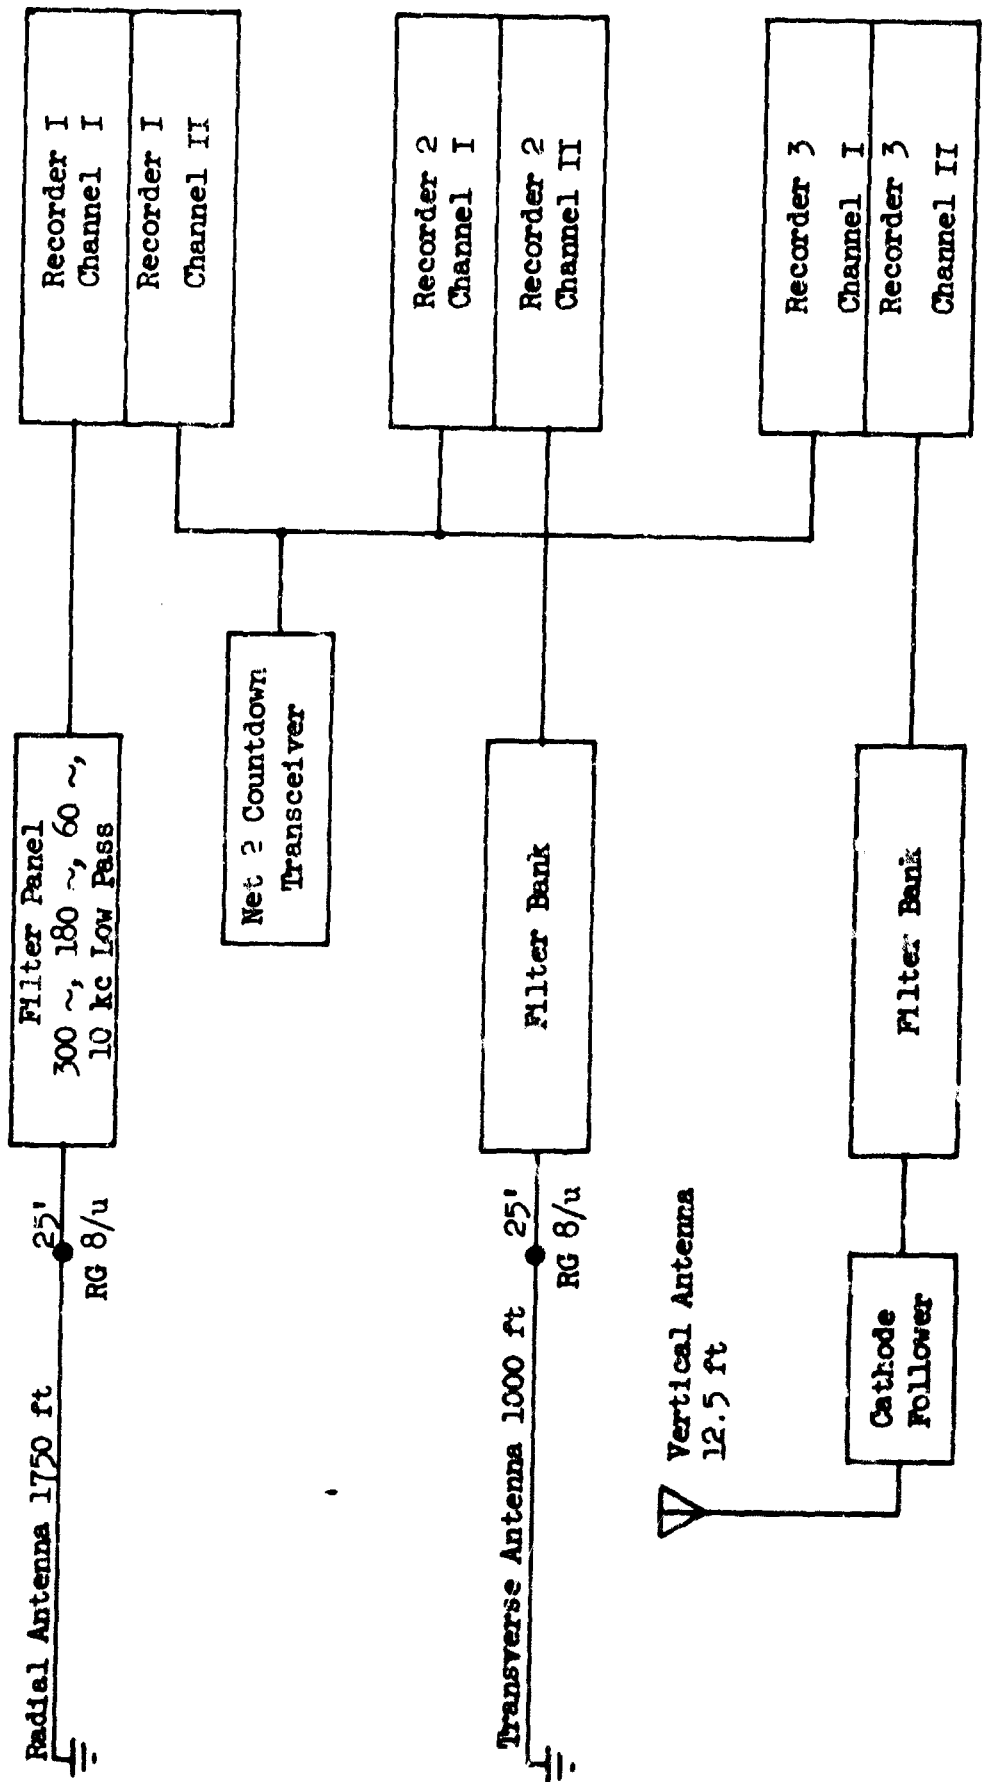 Radial Antenna 1750 ft
25'
RG 8/u
Filter Panel
300 ~, 180 ~, 60 ~,
10 kc Low Pass
Recorder I
Channel I
Recorder I
Channel II
Net 2 Countdown
Transceiver
Transverse Antenna 1000 ft
25'
RG 8/u
Filter Bank
Recorder 2
Channel I
Recorder 2
Channel II
Vertical Antenna
12.5 ft
Cathode
Follower
Filter Bank
Recorder 3
Channel I
Recorder 3
Channel II